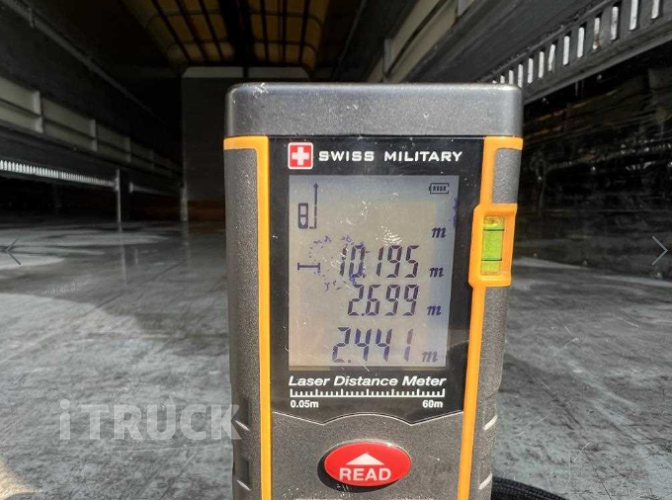 SWISS MILITARY
m
10.195 m
2.699 m
2.441 m
Laser Distance Meter
0.05m 60m
iTRUCK
READ